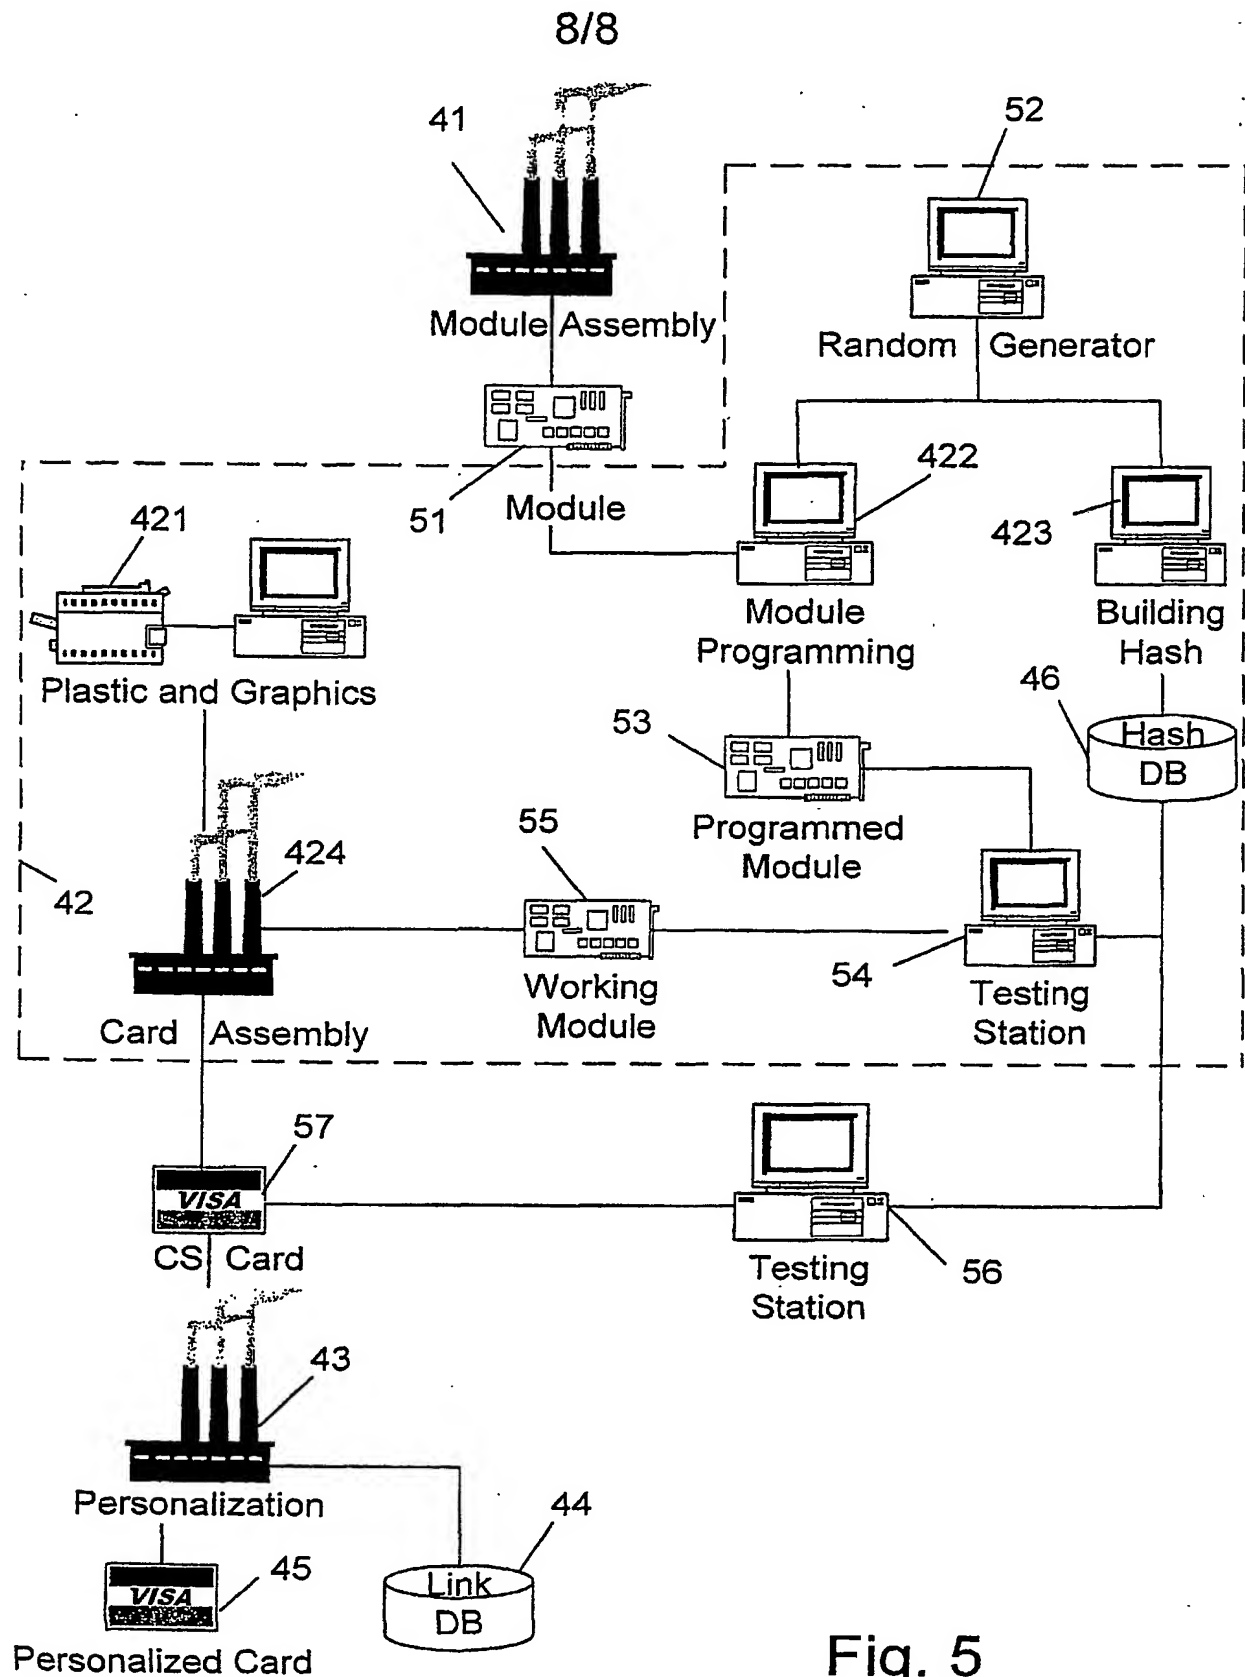 8/8
41
52
Module Assembly
Random Generator
51
Module
422
423
421
Module
Programming
Building
Hash
Plastic and Graphics
46
Hash
DB
53
Programmed
Module
55
424
42
54
Working
Module
Testing
Station
Card Assembly
57
VISA
CS Card
Testing
Station
56
43
Personalization
44
45
VISA
Link
DB
Personalized Card
Fig. 5